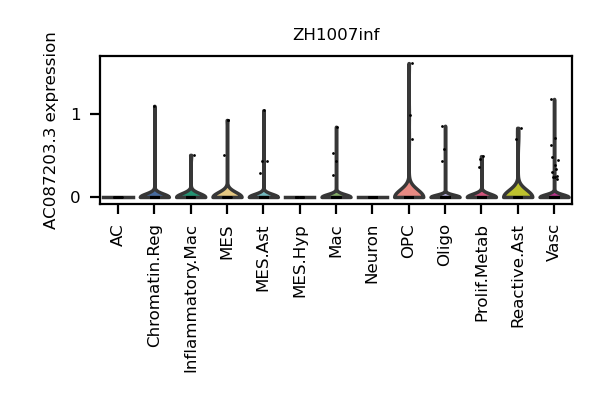 ZH1007inf
AC087203.3 expression
1
0
AC
Chromatin.Reg
Inflammatory.Mac
MES
MES.Ast
MES.Hyp
Mac
Neuron
OPC
Oligo
Prolif.Metab
Reactive.Ast
Vasc